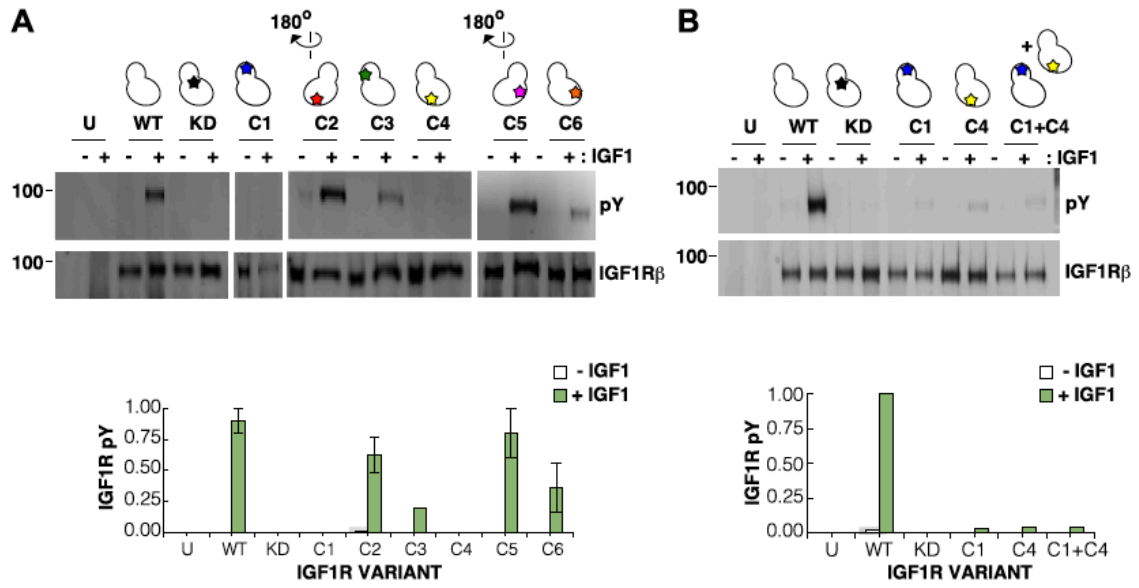 A
180°
180°
U WT KD C1 C2 C3 C4 C5 C6
- + - + - + - + - + - + - + - + - + : IGF1
100 pY
100 IGF1Rβ
- IGF1
+ IGF1
IGF1R pY
1.00
0.75
0.50
0.25
0.00
U WT KD C1 C2 C3 C4 C5 C6
IGF1R VARIANT
B
+
U WT KD C1 C4 C1+C4
- + - + - + - + - + - + : IGF1
100 pY
100 IGF1Rβ
- IGF1
+ IGF1
IGF1R pY
1.00
0.75
0.50
0.25
0.00
U WT KD C1 C4 C1+C4
IGF1R VARIANT